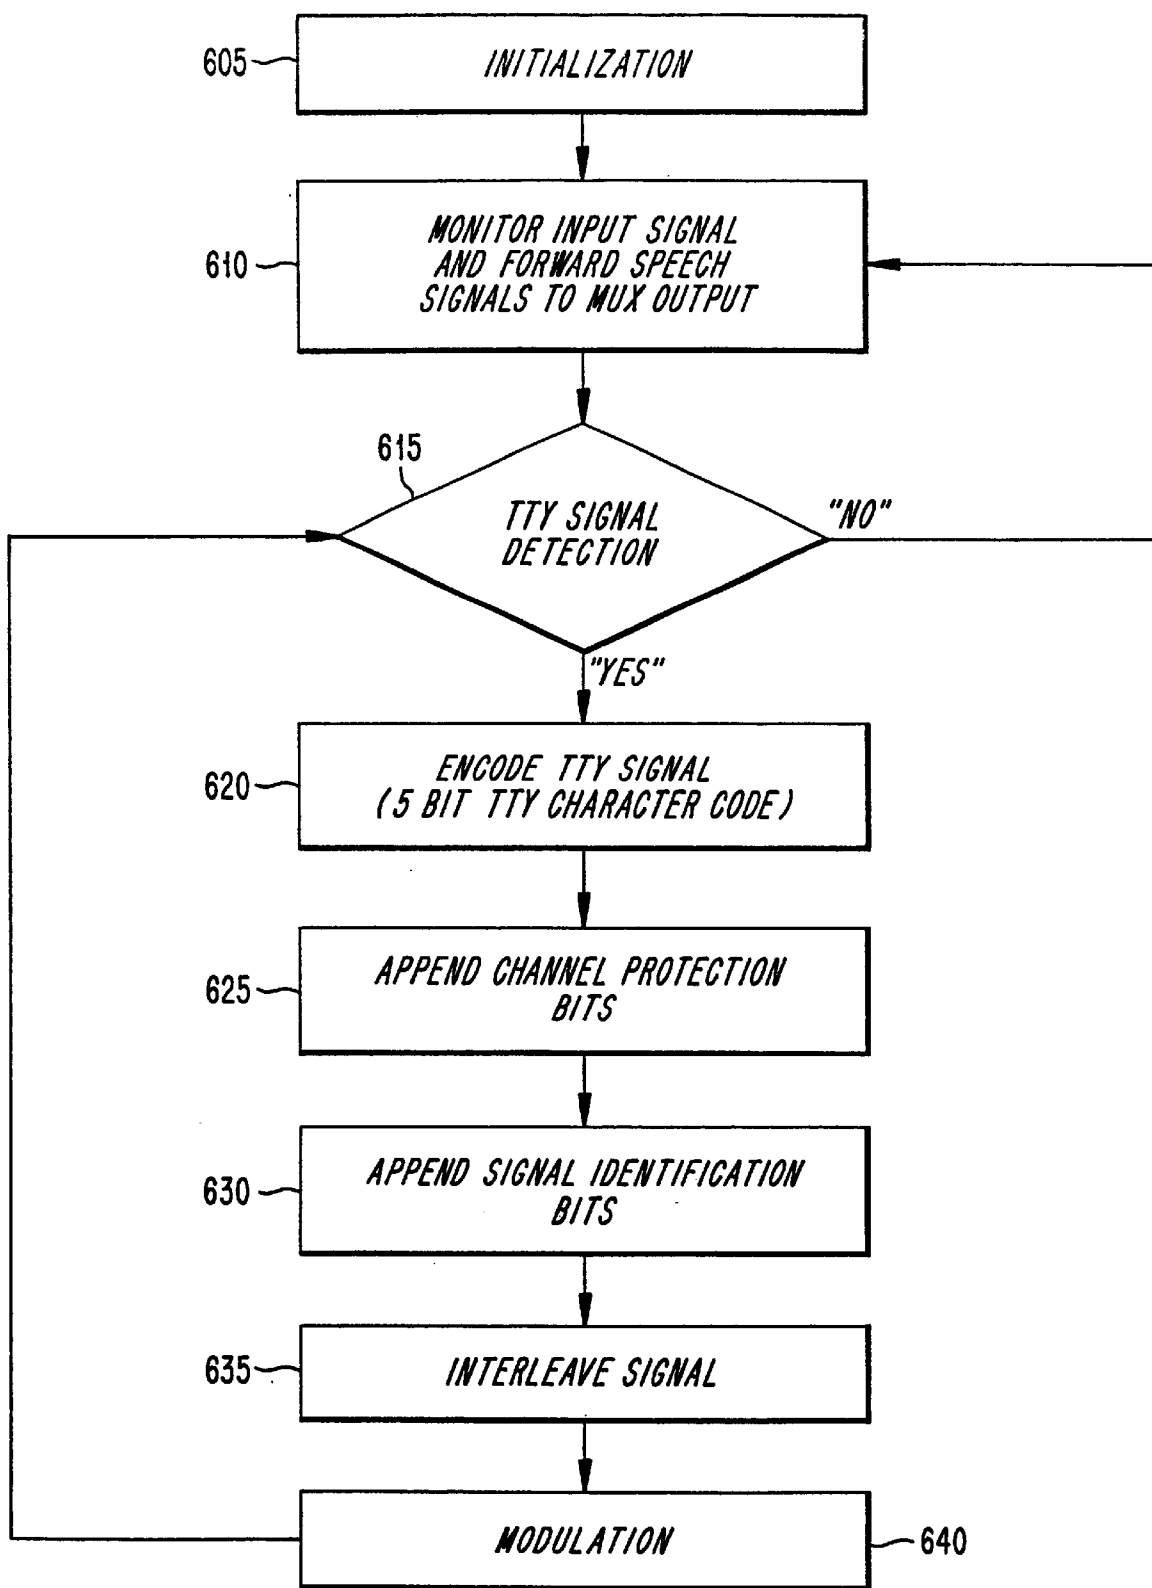 605
INITIALIZATION
610
MONITOR INPUT SIGNAL
AND FORWARD SPEECH
SIGNALS TO MUX OUTPUT
615
TTY SIGNAL
DETECTION
"NO"
"YES"
620
ENCODE TTY SIGNAL
(5 BIT TTY CHARACTER CODE)
625
APPEND CHANNEL PROTECTION
BITS
630
APPEND SIGNAL IDENTIFICATION
BITS
635
INTERLEAVE SIGNAL
MODULATION
640